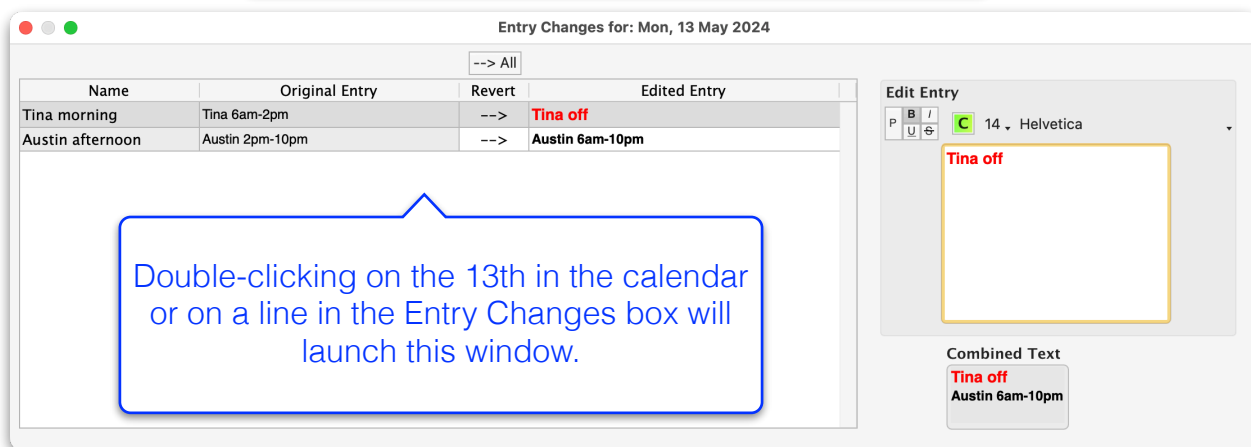 Entry Changes for: Mon, 13 May 2024
--> All
Name Original Entry Revert Edited Entry
Tina morning Tina 6am-2pm --> Tina off
Austin afternoon Austin 2pm-10pm --> Austin 6am-10pm
Double-clicking on the 13th in the calendar
or on a line in the Entry Changes box will
launch this window.
Edit Entry
P B I U S C 14 Helvetica
Tina off
Combined Text
Tina off
Austin 6am-10pm